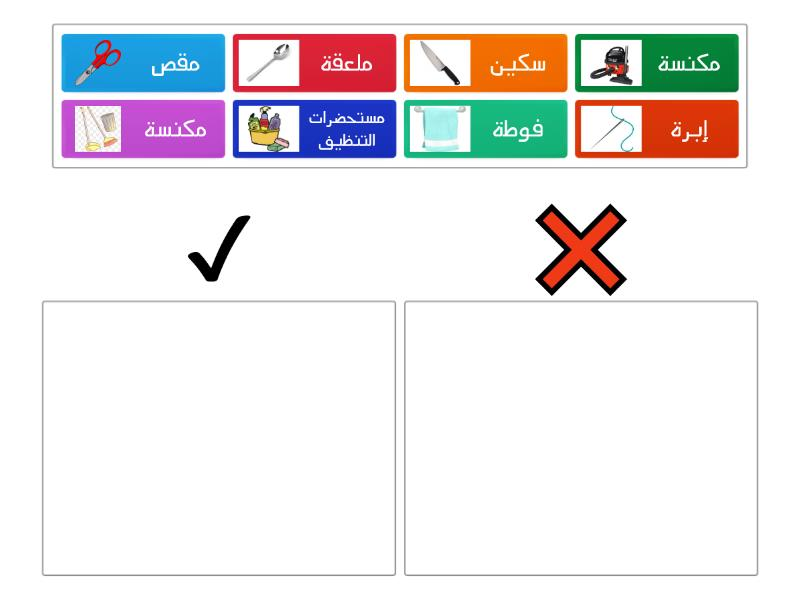 مكنسة
سكين
ملعقة
مقص
إبرة
فوطة
مستحضرات
التنظيف
مكنسة